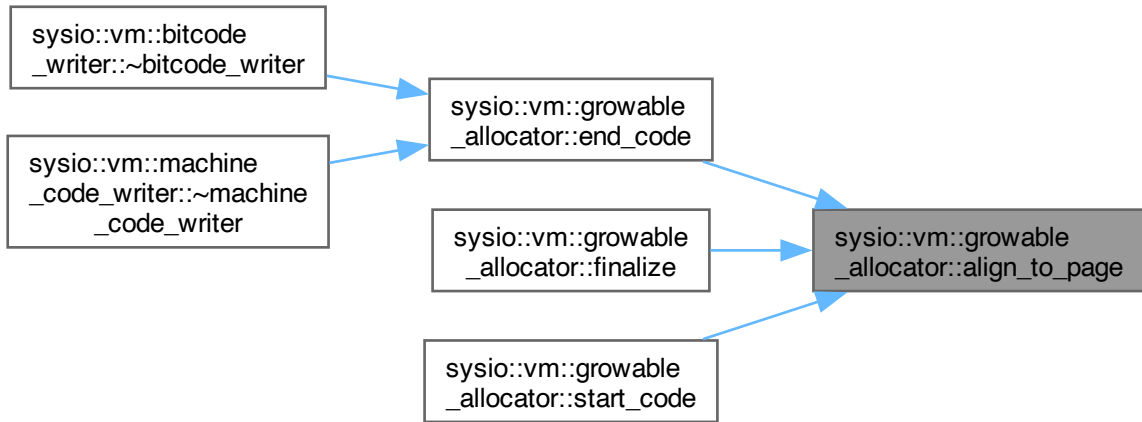 sysio::vm::bitcode
_writer::~bitcode_writer
sysio::vm::machine
_code_writer::~machine
_code_writer
sysio::vm::growable
_allocator::end_code
sysio::vm::growable
_allocator::finalize
sysio::vm::growable
_allocator::start_code
sysio::vm::growable
_allocator::align_to_page